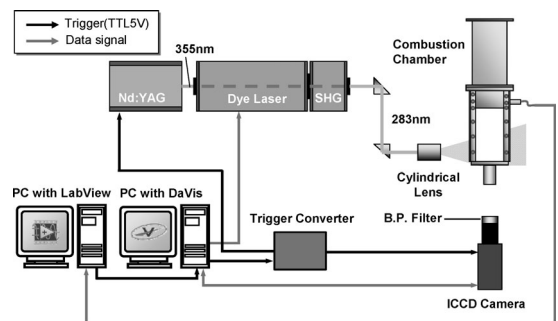 Trigger(TTL5V)
Data signal
355nm
Combustion
Chamber
Nd:YAG
Dye Laser
SHG
283nm
Cylindrical
Lens
PC with LabView
PC with DaVis
Trigger Converter
B.P. Filter
ICCD Camera